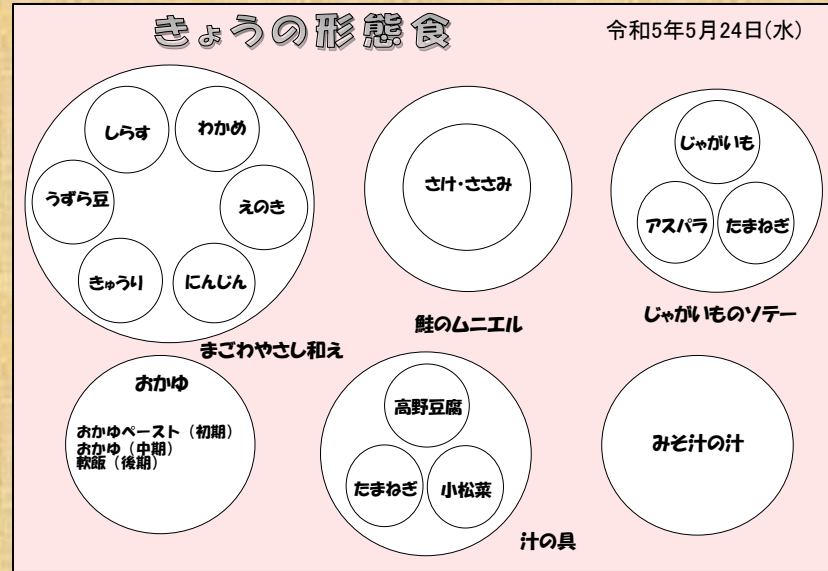 きょうの形態食
令和5年5月24日(水)
しらす
わかめ
うずら豆
えのき
きゅうり
にんじん
まごわやさし和え
さけ・ささみ
鮭のムニエル
じゃがいも
アスパラ
たまねぎ
じゃがいものソテー
おかゆ
おかゆペースト（初期）
おかゆ（中期）
軟飯（後期）
高野豆腐
たまねぎ
小松菜
汁の具
みそ汁の汁